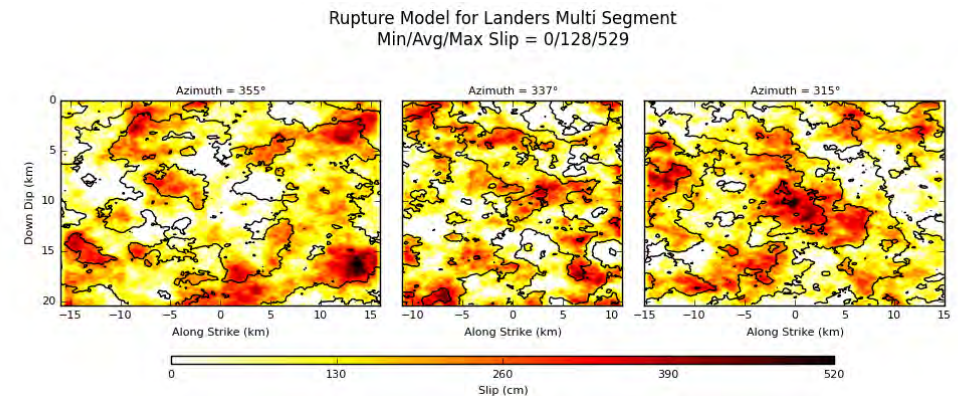 Rupture Model for Landers Multi Segment
Min/Avg/Max Slip = 0/128/529
Azimuth = 355°
Azimuth = 337°
Azimuth = 315°
Down Dip (km)
0
5
10
15
20
−15 −10 −5 0 5 10 15
−10 −5 0 5 10
−15 −10 −5 0 5 10 15
Along Strike (km)
Along Strike (km)
Along Strike (km)
0 130 260 390 520
Slip (cm)